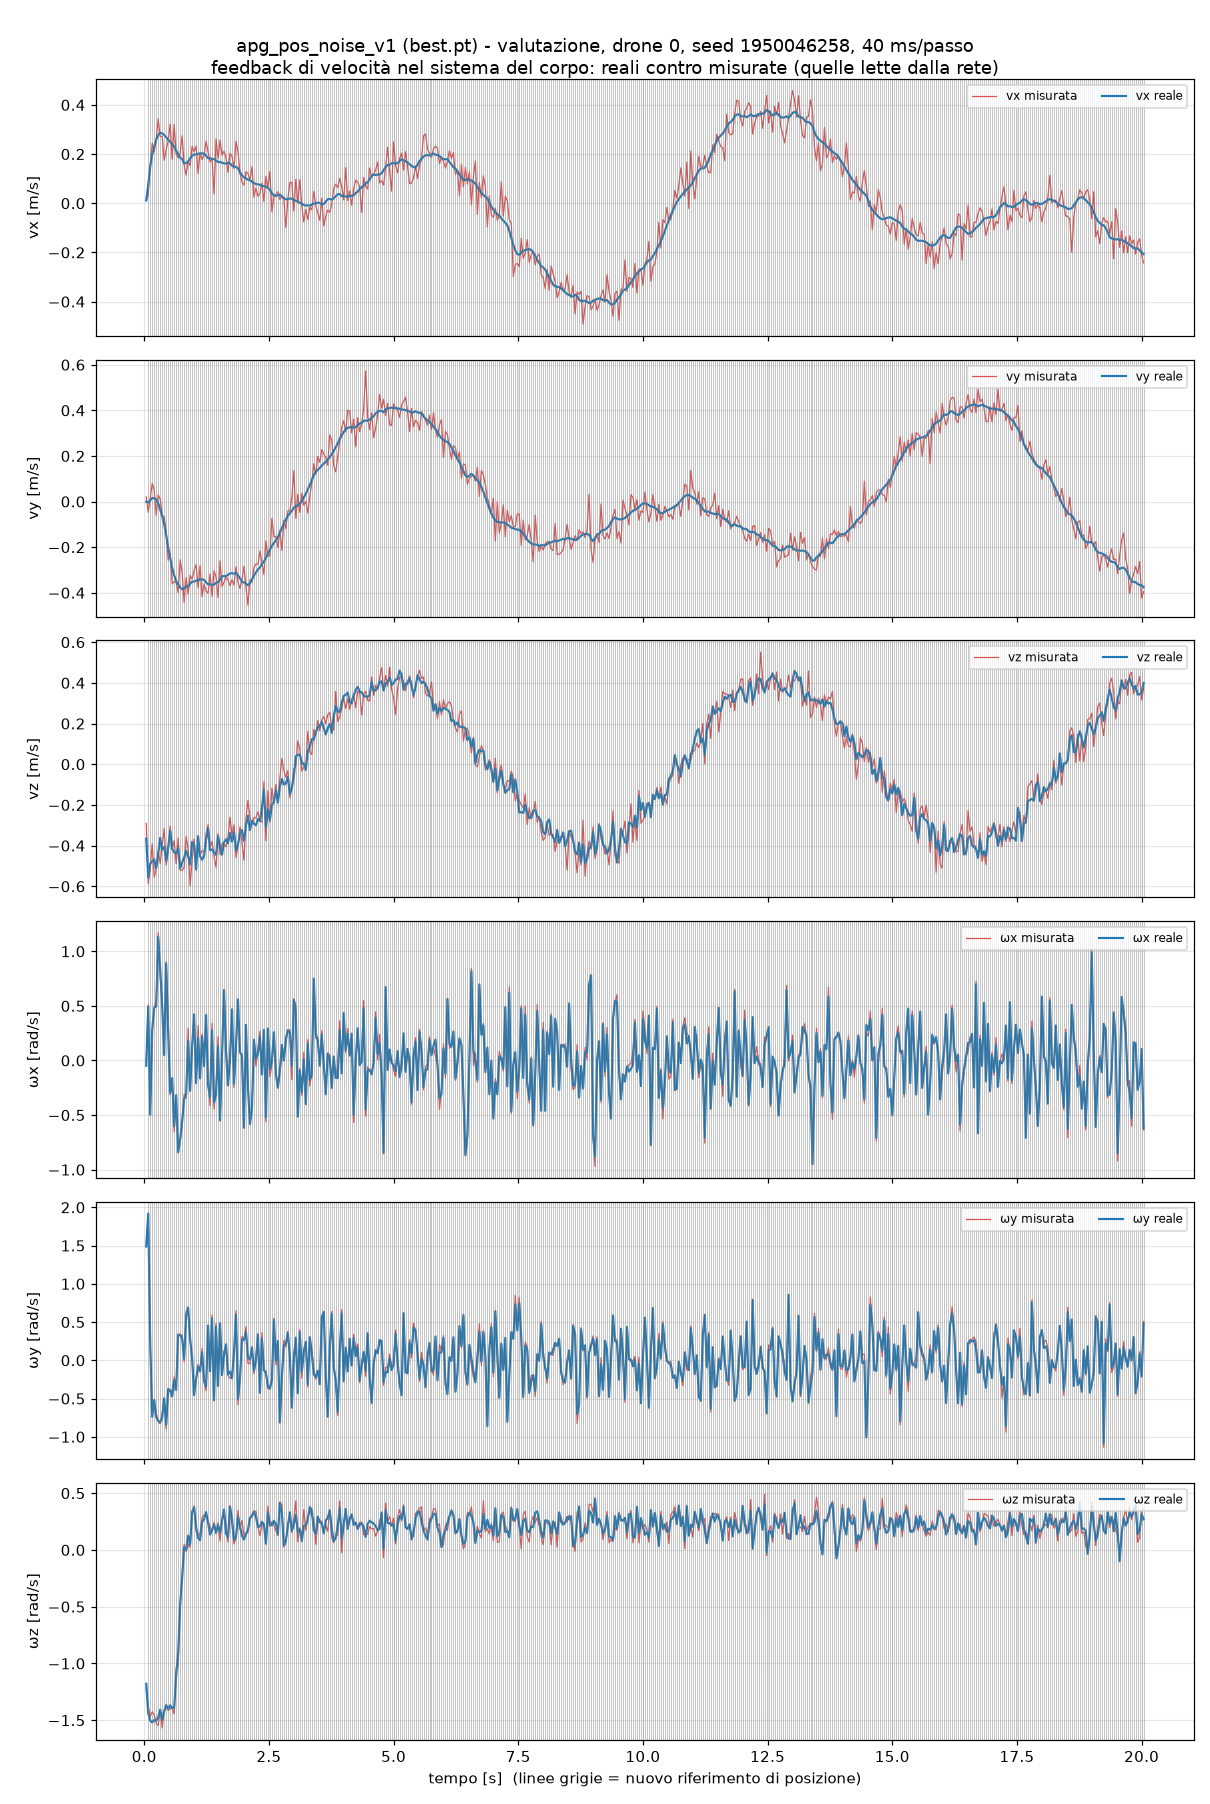 apg_pos_noise_v1 (best.pt) - valutazione, drone 0, seed 1950046258, 40 ms/passo
feedback di velocità nel sistema del corpo: reali contro misurate (quelle lette dalla rete)
vx misurata vx reale
0.4
0.2
0.0
−0.2
−0.4
vx [m/s]
vy misurata vy reale
0.6
0.4
0.2
0.0
−0.2
−0.4
vy [m/s]
vz misurata vz reale
0.6
0.4
0.2
0.0
−0.2
−0.4
−0.6
vz [m/s]
ωx misurata ωx reale
1.0
0.5
0.0
−0.5
−1.0
ωx [rad/s]
ωy misurata ωy reale
2.0
1.5
1.0
0.5
0.0
−0.5
−1.0
ωy [rad/s]
ωz misurata ωz reale
0.5
0.0
−0.5
−1.0
−1.5
ωz [rad/s]
0.0 2.5 5.0 7.5 10.0 12.5 15.0 17.5 20.0
tempo [s] (linee grigie = nuovo riferimento di posizione)